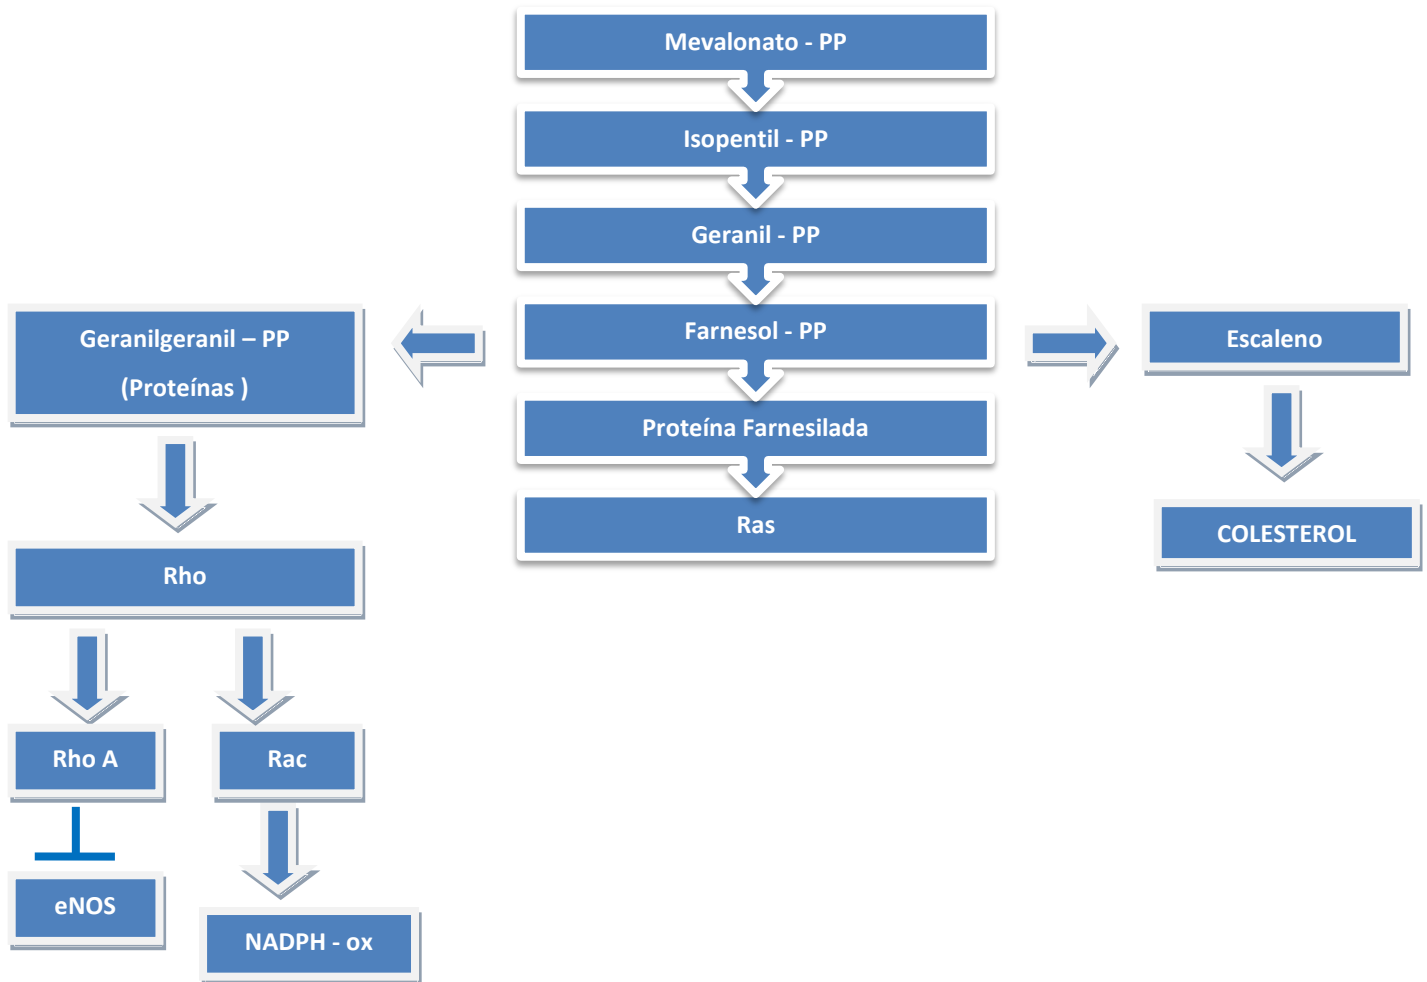 Mevalonato - PP
Isopentil - PP
Geranil - PP
Geranilgeranil – PP
(Proteínas )
Farnesol - PP
Escaleno
Proteína Farnesilada
Ras
COLESTEROL
Rho
Rho A
Rac
eNOS
NADPH - ox